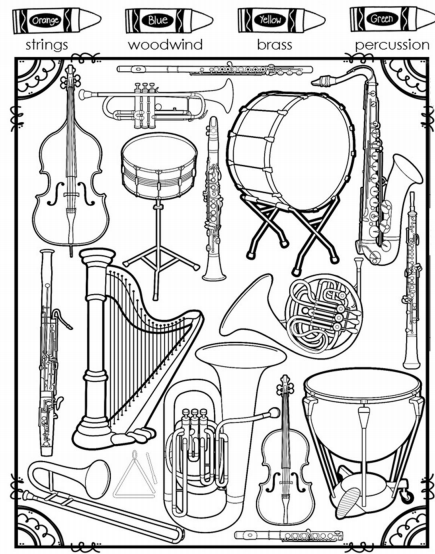 Orange Blue Yellow Green
strings woodwind brass percussion